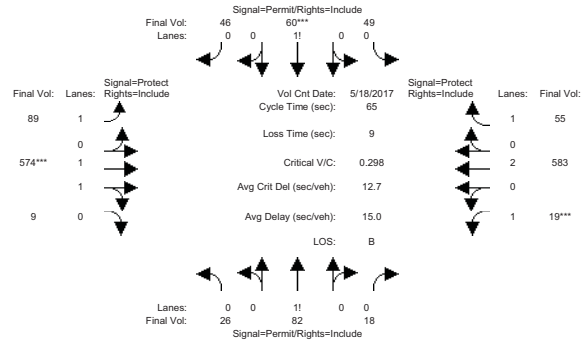 Signal=Permit/Rights=Include
Final Vol: 46 60*** 49
Lanes: 0 0 1! 0 0
Signal=Protect Signal=Protect
Final Vol: Lanes: Rights=Include Vol Cnt Date: 5/18/2017 Rights=Include Lanes: Final Vol:
Cycle Time (sec): 65
89 1 1 55
Loss Time (sec): 9
0 0
574*** 1 Critical V/C: 0.298 2 583
1 Avg Crit Del (sec/veh): 12.7 0
9 0 Avg Delay (sec/veh): 15.0 1 19***
LOS: B
Lanes: 0 0 1! 0 0
Final Vol: 26 82 18
Signal=Permit/Rights=Include